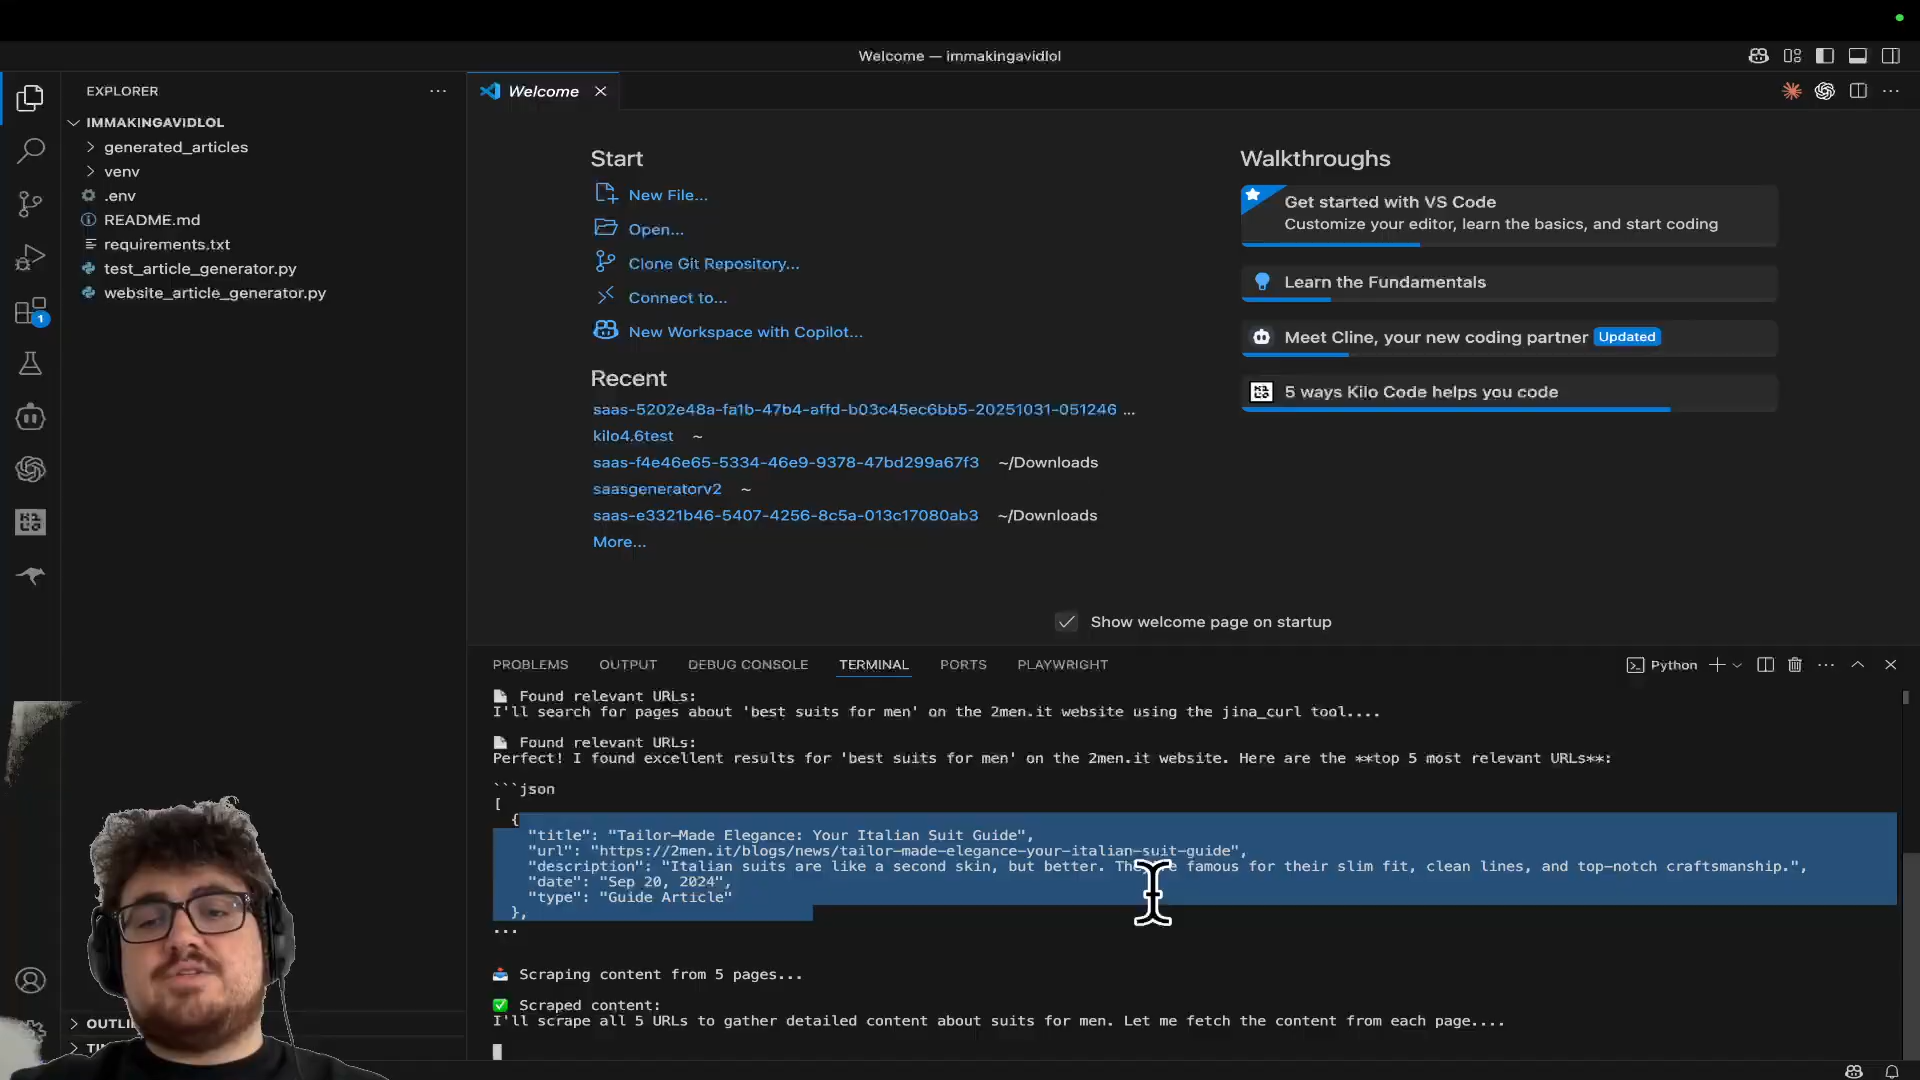 Welcome — immakingavidlol
EXPLORER
IMMAKINGAVIDLOL
generated_articles
venv
.env
README.md
requirements.txt
test_article_generator.py
website_article_generator.py
1
Welcome
Start
New File...
Open...
Clone Git Repository...
Connect to...
New Workspace with Copilot...
Recent
saas-5202e48a-fa1b-47b4-affd-b03c45ec6bb5-20251031-051246 ...
kilo4.6test ~
saas-f4e46e65-5334-46e9-9378-47bd299a67f3 ~/Downloads
saasgeneratorv2 ~
saas-e3321b46-5407-4256-8c5a-013c17080ab3 ~/Downloads
More...
Walkthroughs
Get started with VS Code
Customize your editor, learn the basics, and start coding
Learn the Fundamentals
Meet Cline, your new coding partner Updated
5 ways Kilo Code helps you code
Show welcome page on startup
PROBLEMS OUTPUT DEBUG CONSOLE TERMINAL PORTS PLAYWRIGHT
Python
Found relevant URLs:
I'll search for pages about 'best suits for men' on the 2men.it website using the jina_curl tool....
Found relevant URLs:
Perfect! I found excellent results for 'best suits for men' on the 2men.it website. Here are the **top 5 most relevant URLs**:
```json
[
{
"title": "Tailor-Made Elegance: Your Italian Suit Guide",
"url": "https://2men.it/blogs/news/tailor-made-elegance-your-italian-suit-guide",
"description": "Italian suits are like a second skin, but better. famous for their slim fit, clean lines, and top-notch craftsmanship.",
"date": "Sep 20, 2024",
"type": "Guide Article"
},
...
Scraping content from 5 pages...
Scraped content:
I'll scrape all 5 URLs to gather detailed content about suits for men. Let me fetch the content from each page....